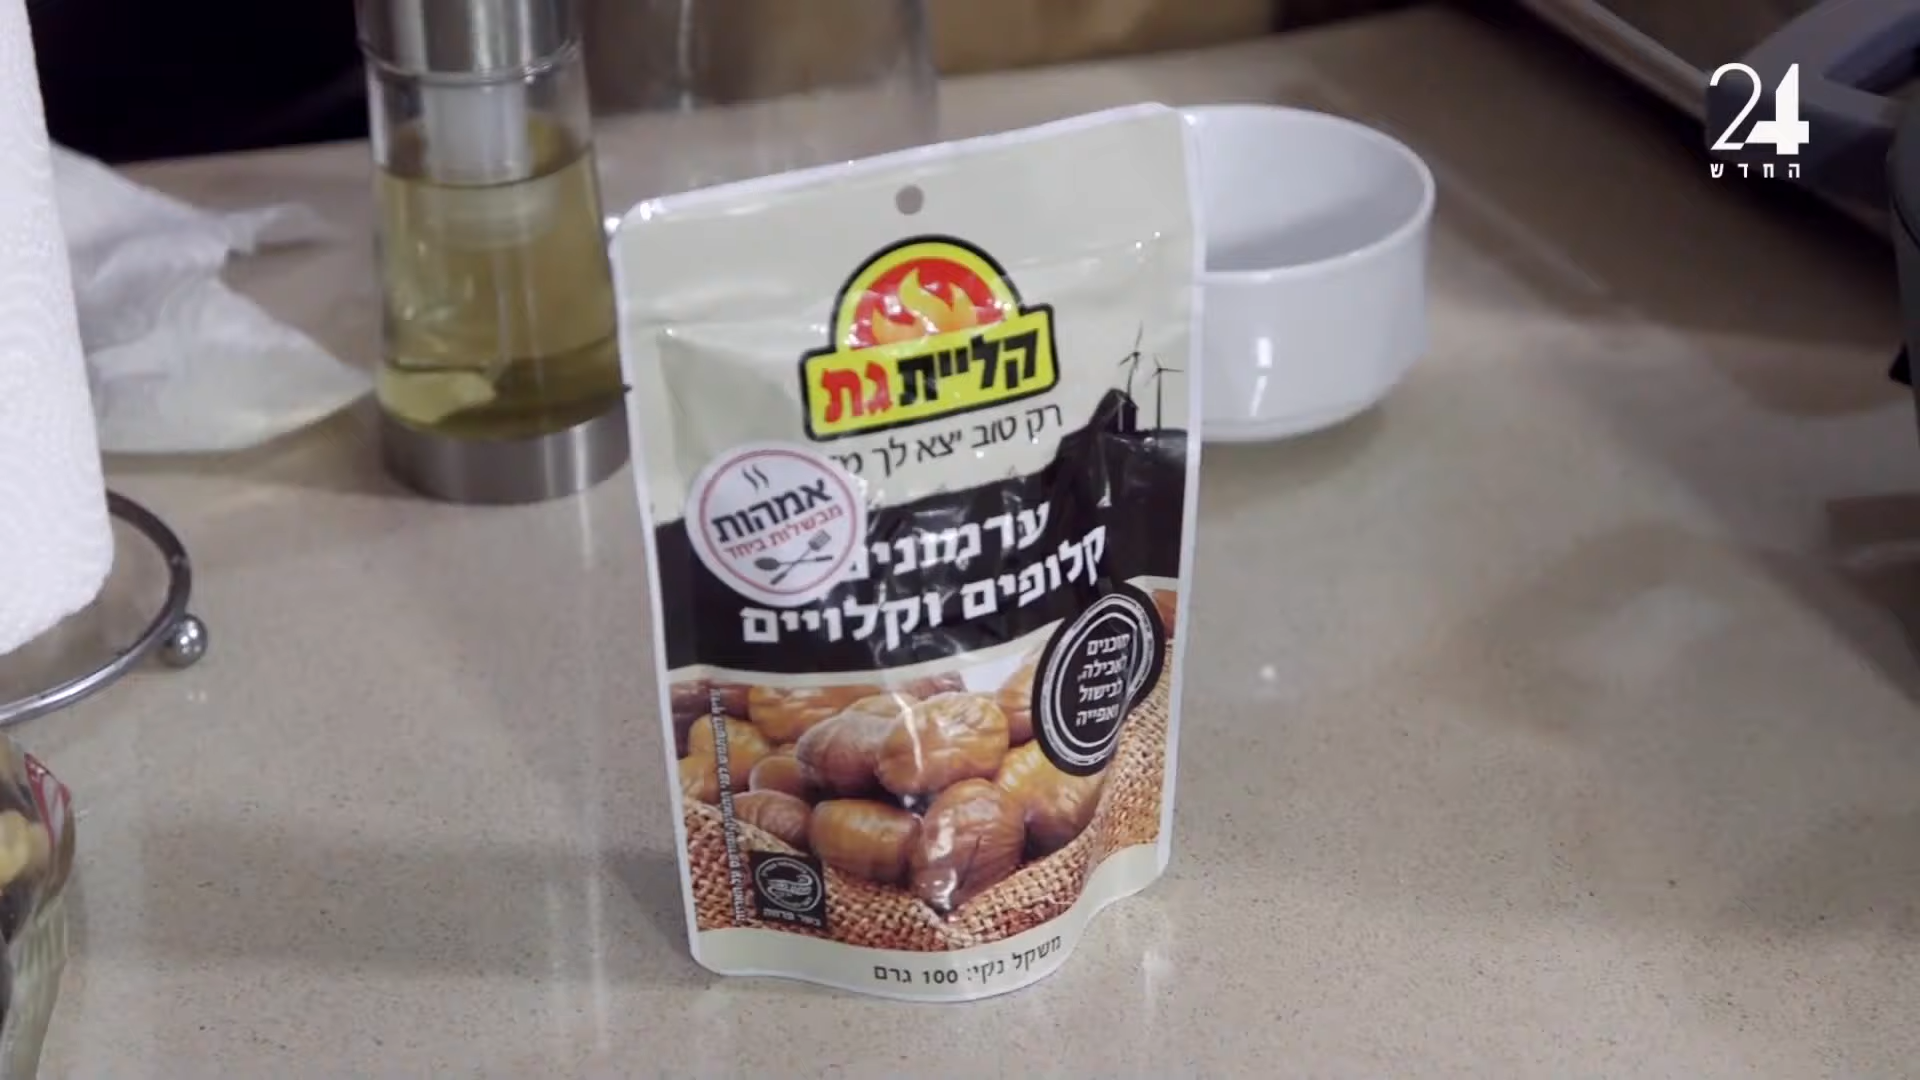 24
החדש
קליית גת
רק טוב יצא לך
אמהות
מבשלות ביחד
ערמונים
קלופים וקלויים
מוכנים
לאכילה,
לבישול
ואפייה
משקל נקי: 100 גרם